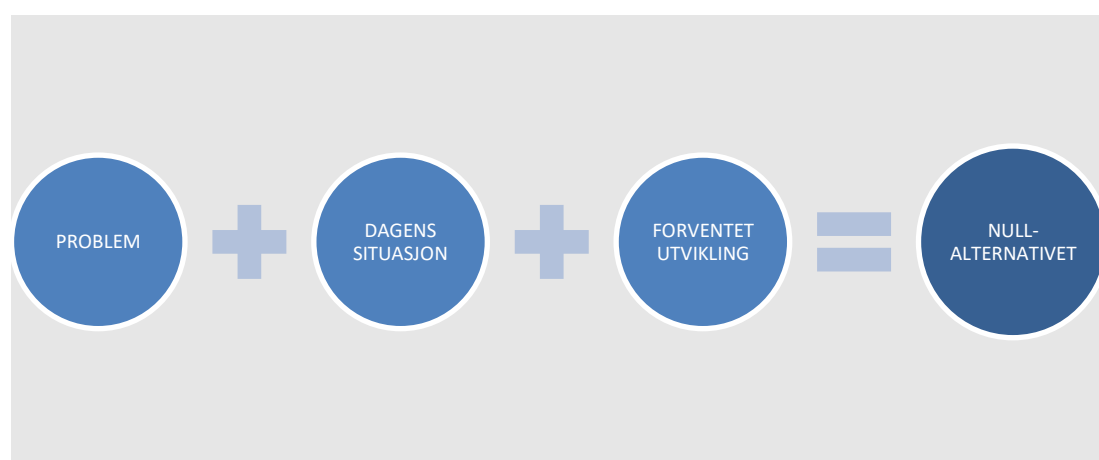 PROBLEM
DAGENS
SITUASJON
FORVENTET
UTVIKLING
NULL-
ALTERNATIVET